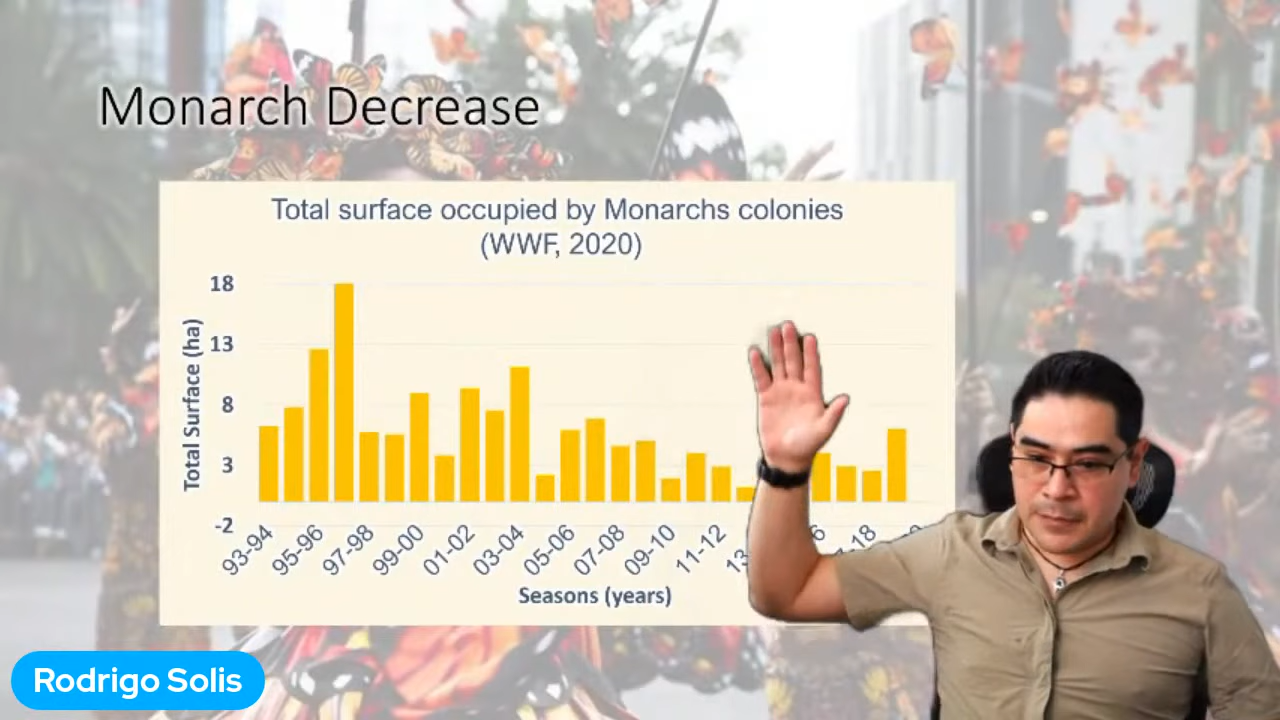 Monarch Decrease
Total surface occupied by Monarchs colonies
(WWF, 2020)
Total Surface (ha)
18
13
8
3
-2
93-94
95-96
97-98
99-00
01-02
03-04
05-06
07-08
09-10
11-12
Seasons (years)
Rodrigo Solis